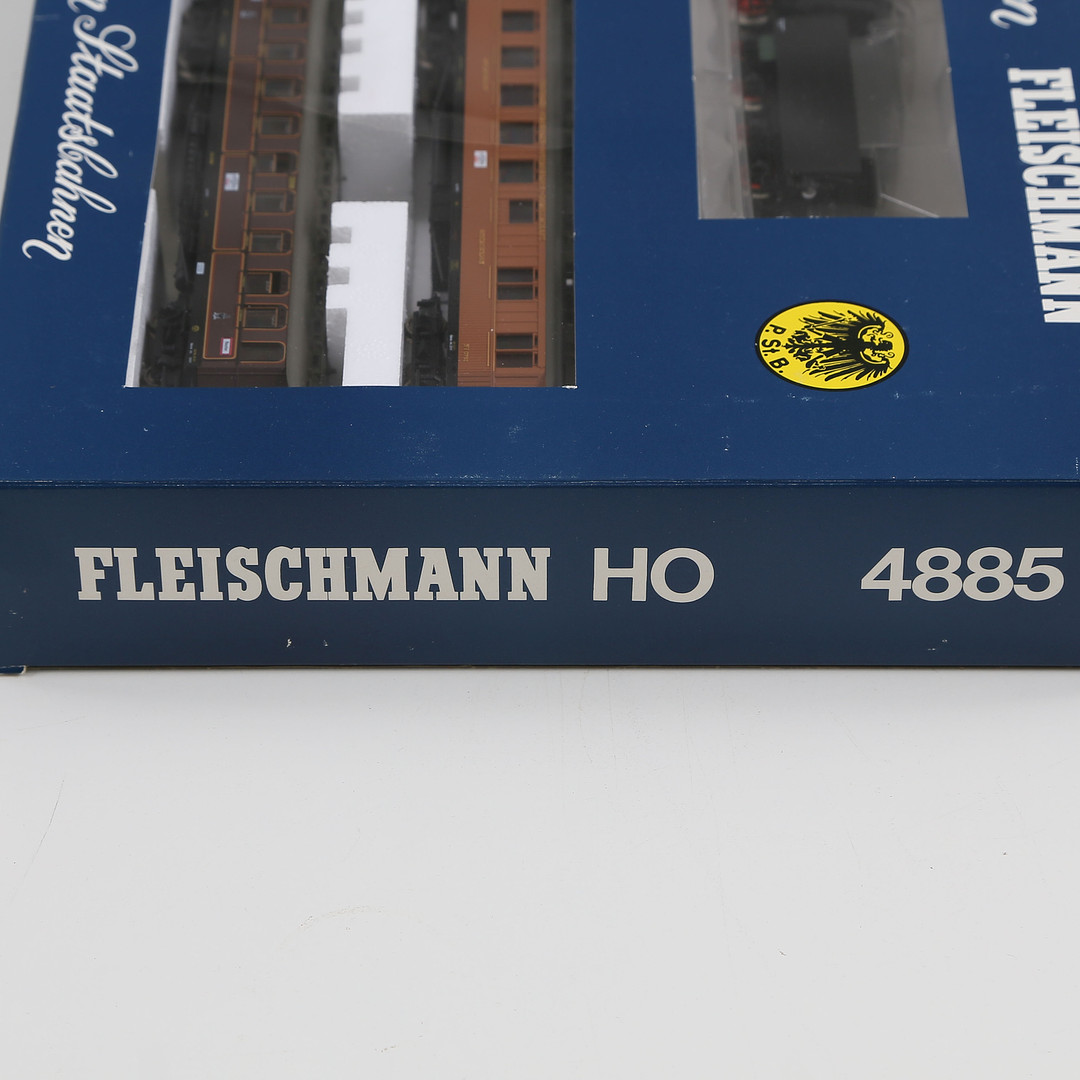 Staatsbahnen
FLEISCHMANN
P. St. B.
FLEISCHMANN HO 4885